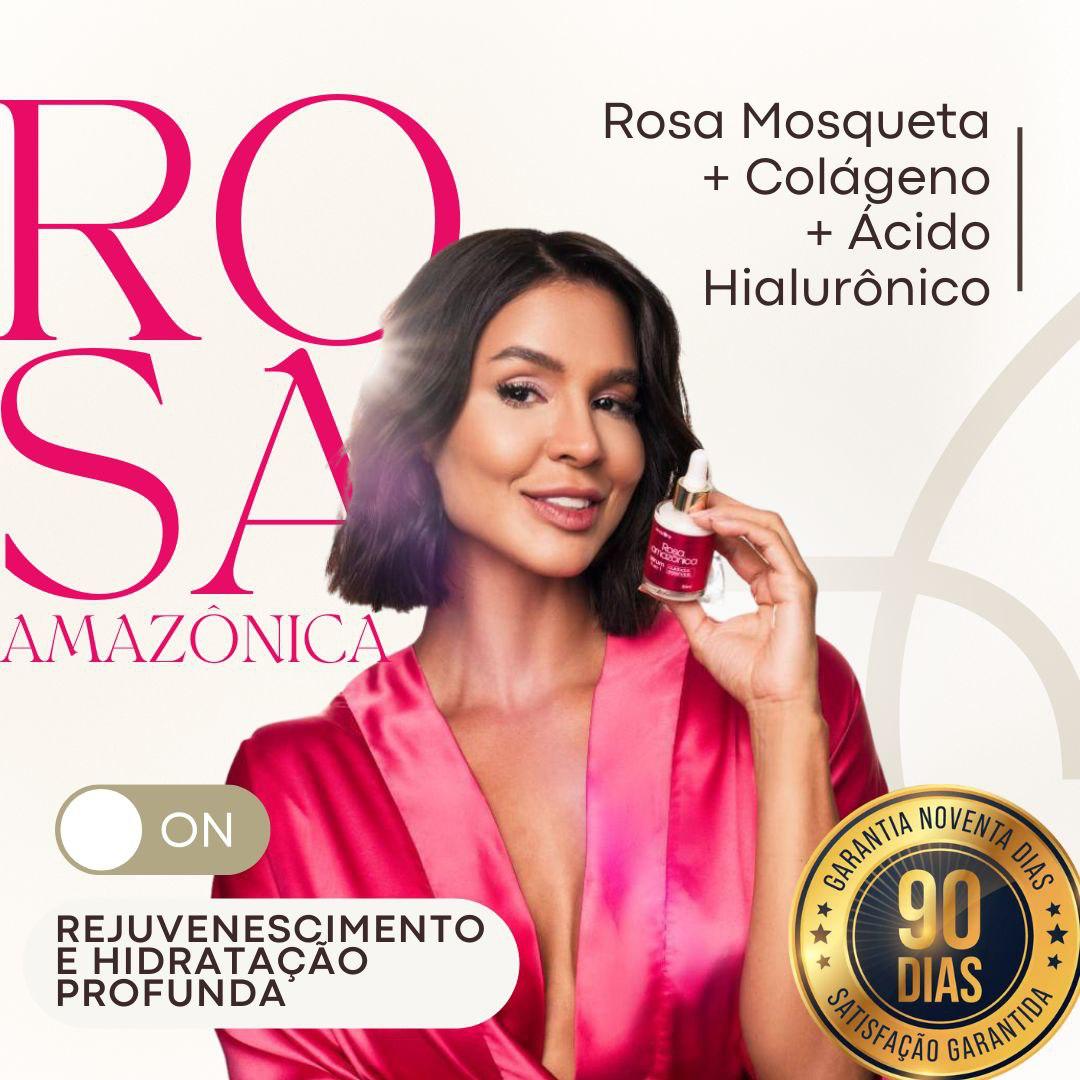 RO
SA
AMAZÔNICA
Rosa Mosqueta
+ Colágeno
+ Ácido
Hialurônico
Rosa
amazônica
ON
REJUVENESCIMENTO
E HIDRATAÇÃO
PROFUNDA
GARANTIA NOVENTA DIAS
90
DIAS
SATISFAÇÃO GARANTIDA